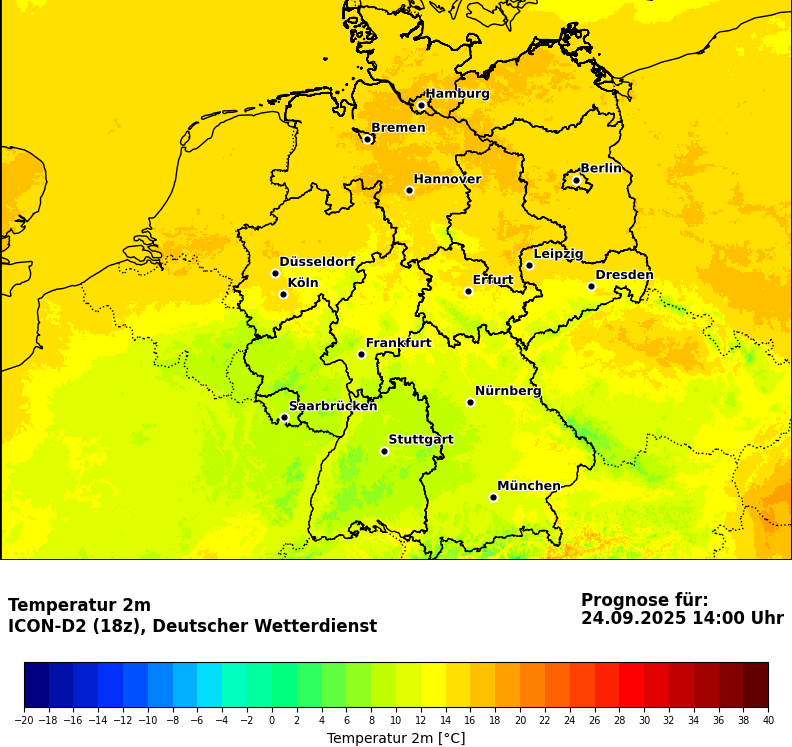 Hamburg
Bremen
Berlin
Hannover
Leipzig
Düsseldorf
Dresden
Köln
Erfurt
Frankfurt
Nürnberg
Saarbrücken
Stuttgart
München
Temperatur 2m
ICON-D2 (18z), Deutscher Wetterdienst
Prognose für:
24.09.2025 14:00 Uhr
−20 −18 −16 −14 −12 −10 −8 −6 −4 −2 0 2 4 6 8 10 12 14 16 18 20 22 24 26 28 30 32 34 36 38 40
Temperatur 2m [°C]